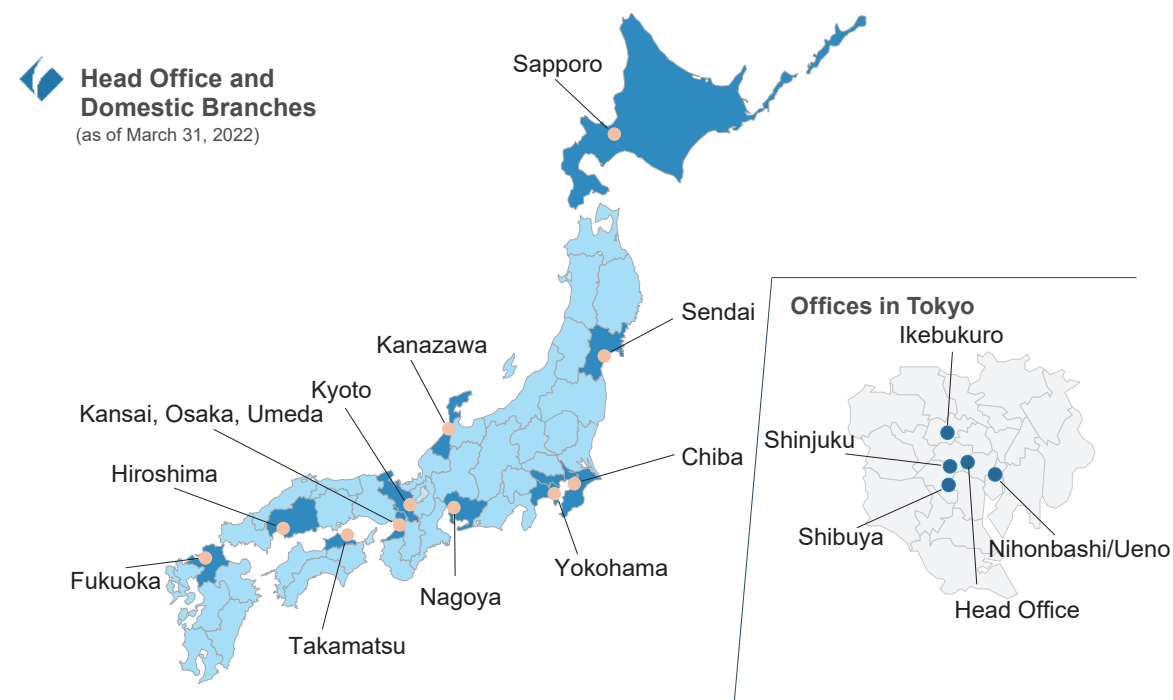 Head Office and
Domestic Branches
(as of March 31, 2022)
Sapporo
Sendai
Kanazawa
Kyoto
Kansai, Osaka, Umeda
Hiroshima
Chiba
Fukuoka
Yokohama
Nagoya
Takamatsu
Offices in Tokyo
Ikebukuro
Shinjuku
Shibuya
Nihonbashi/Ueno
Head Office